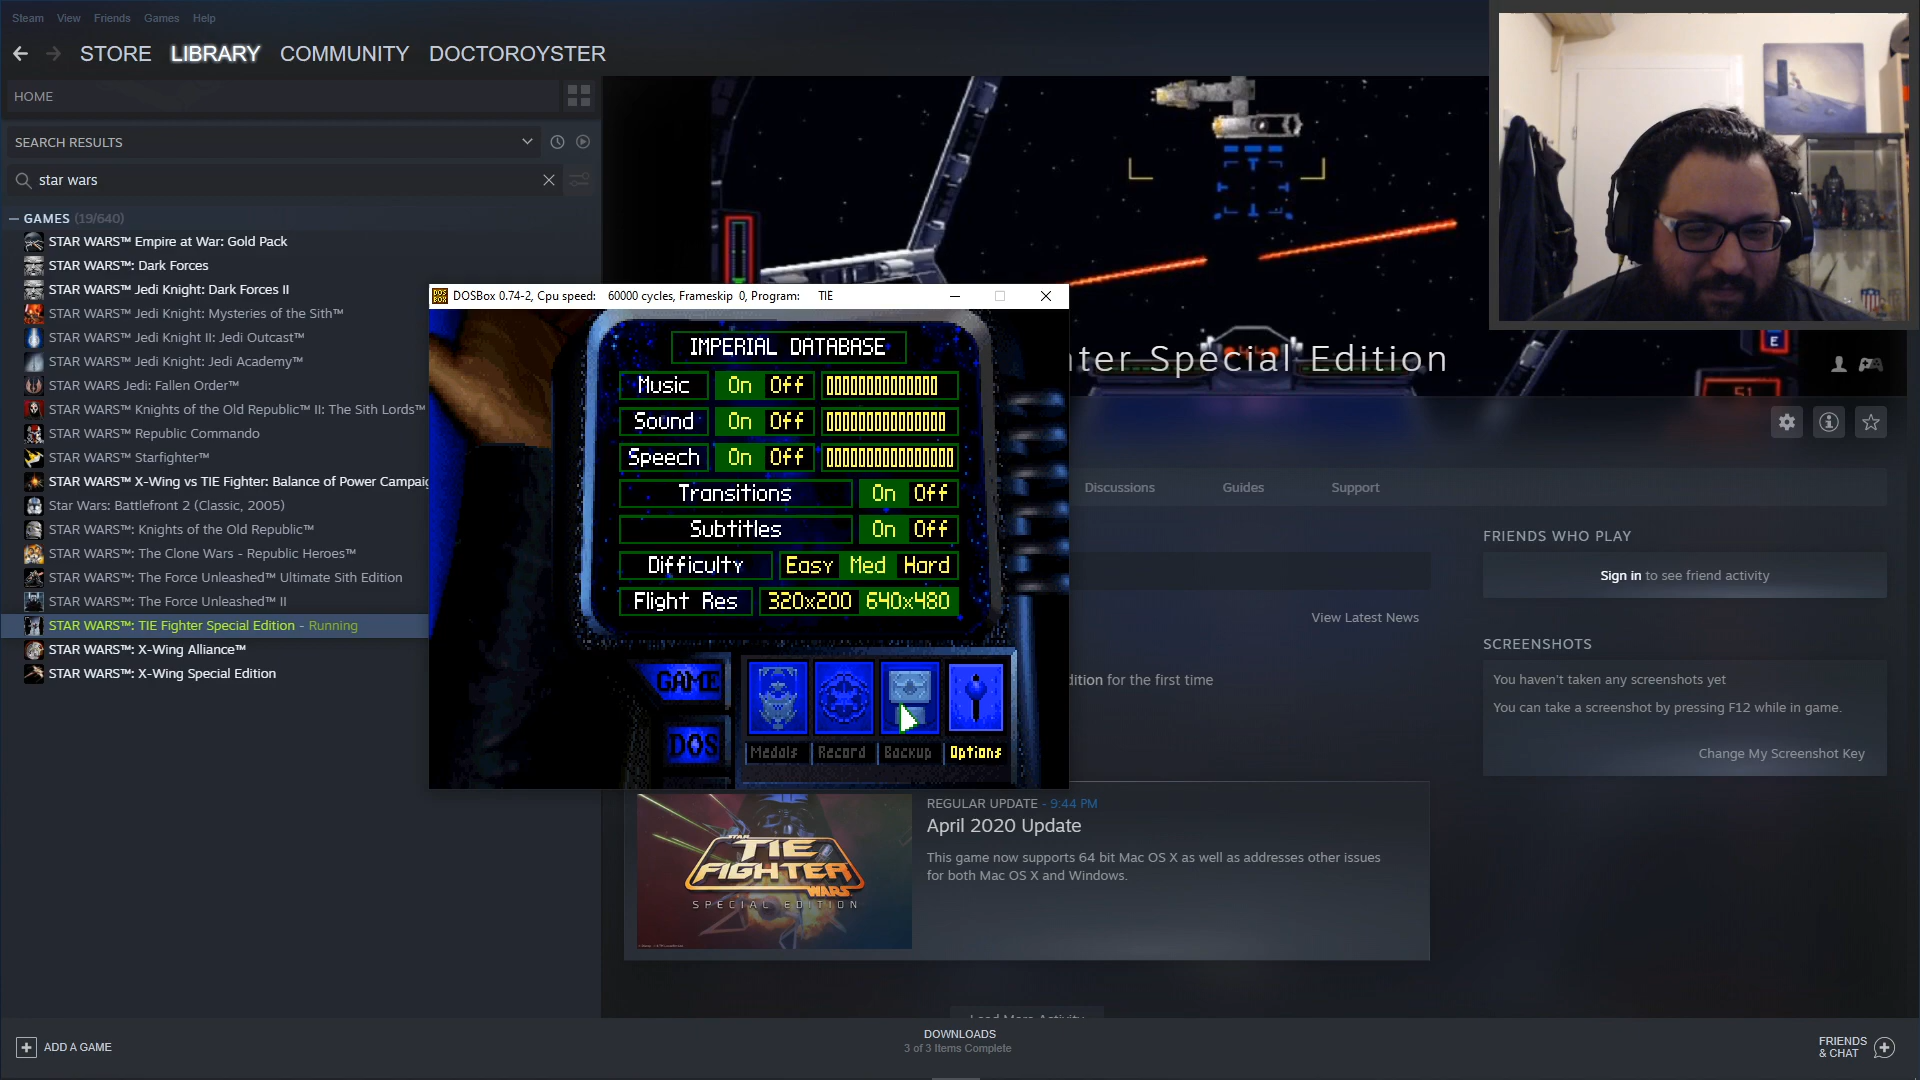 Steam View Friends Games Help
STORE LIBRARY COMMUNITY DOCTOROYSTER
HOME
SEARCH RESULTS
star wars
GAMES (19/640)
STAR WARS™ Empire at War: Gold Pack
STAR WARS™: Dark Forces
STAR WARS™ Jedi Knight: Dark Forces II
STAR WARS™ Jedi Knight: Mysteries of the Sith™
STAR WARS™ Jedi Knight II: Jedi Outcast™
STAR WARS™ Jedi Knight: Jedi Academy™
STAR WARS Jedi: Fallen Order™
STAR WARS™ Knights of the Old Republic™ II: The Sith Lords™
STAR WARS™ Republic Commando
STAR WARS™ Starfighter™
STAR WARS™ X-Wing vs TIE Fighter: Balance of Power Campaig
Star Wars: Battlefront 2 (Classic, 2005)
STAR WARS™: Knights of the Old Republic™
STAR WARS™: The Clone Wars - Republic Heroes™
STAR WARS™: The Force Unleashed™ Ultimate Sith Edition
STAR WARS™: The Force Unleashed™ II
STAR WARS™: TIE Fighter Special Edition - Running
STAR WARS™: X-Wing Alliance™
STAR WARS™: X-Wing Special Edition
ADD A GAME
DOSBox 0.74-2, Cpu speed: 60000 cycles, Frameskip 0, Program: TIE
IMPERIAL DATABASE
Music On Off
Sound On Off
Speech On Off
Transitions On Off
Subtitles On Off
Difficulty Easy Med Hard
Flight Res 320x200 640x480
GAME
DOS
Medals Record Backup Options
hter Special Edition
E
51
Discussions Guides Support
View Latest News
dition for the first time
FRIENDS WHO PLAY
Sign in to see friend activity
SCREENSHOTS
You haven't taken any screenshots yet
You can take a screenshot by pressing F12 while in game.
Change My Screenshot Key
REGULAR UPDATE - 9:44 PM
April 2020 Update
This game now supports 64 bit Mac OS X as well as addresses other issues
for both Mac OS X and Windows.
STAR
TIE
FIGHTER
WARS
SPECIAL EDITION
DOWNLOADS
3 of 3 Items Complete
FRIENDS
& CHAT